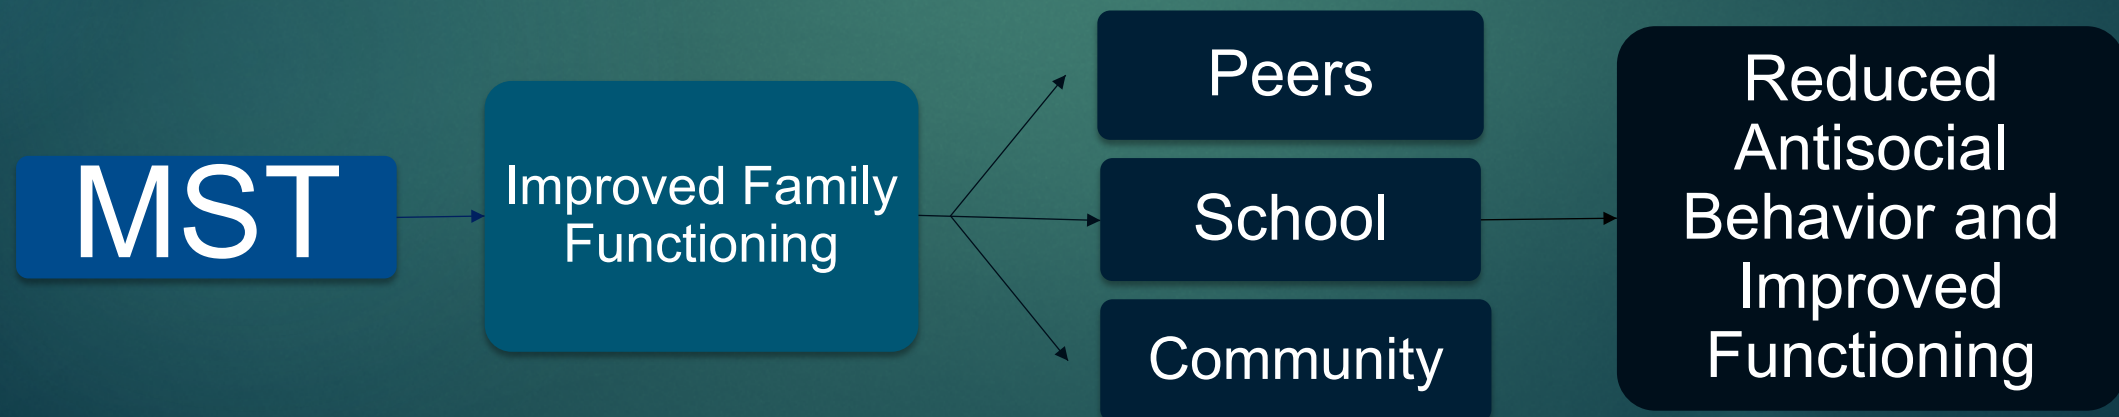 MST
Improved Family
Functioning
Peers
School
Community
Reduced
Antisocial
Behavior and
Improved
Functioning